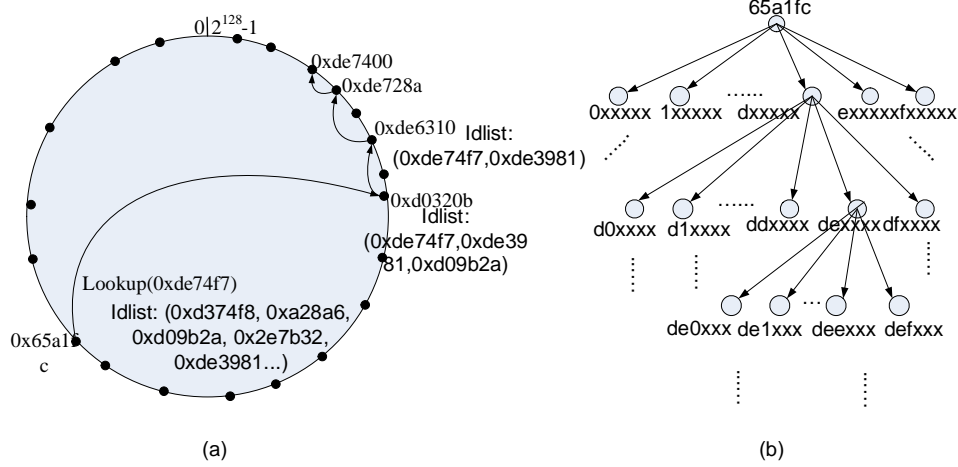 0|2^128-1
0xde7400
0xde728a
0xde6310
Idlist:
(0xde74f7,0xde3981)
0xd0320b
Idlist:
(0xde74f7,0xde39
81,0xd09b2a)
Lookup(0xde74f7)
Idlist: (0xd374f8, 0xa28a6,
0xd09b2a, 0x2e7b32,
0xde3981...)
0x65a1f
c
(a)
65a1fc
0xxxxx 1xxxxx ...... dxxxxx exxxxx fxxxxx
d0xxxx d1xxxx ...... ddxxxx dexxxx dfxxxx
de0xxx de1xxx ... deexxx defxxx
(b)